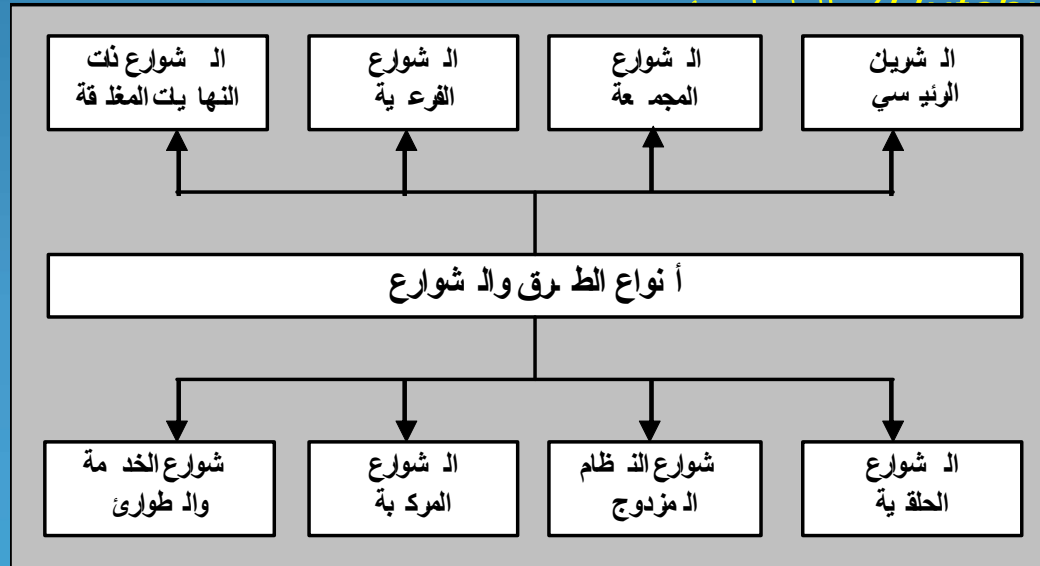 الشريان
الرئيسي
الشوارع
المجمعة
الشوارع
الفرعية
الشوارع ذات
النهايات المغلقة
أنواع الطرق والشوارع
الشوارع
الحلقية
شوارع النظام
المزدوج
الشوارع
المركبة
شوارع الخدمة
والطوارئ